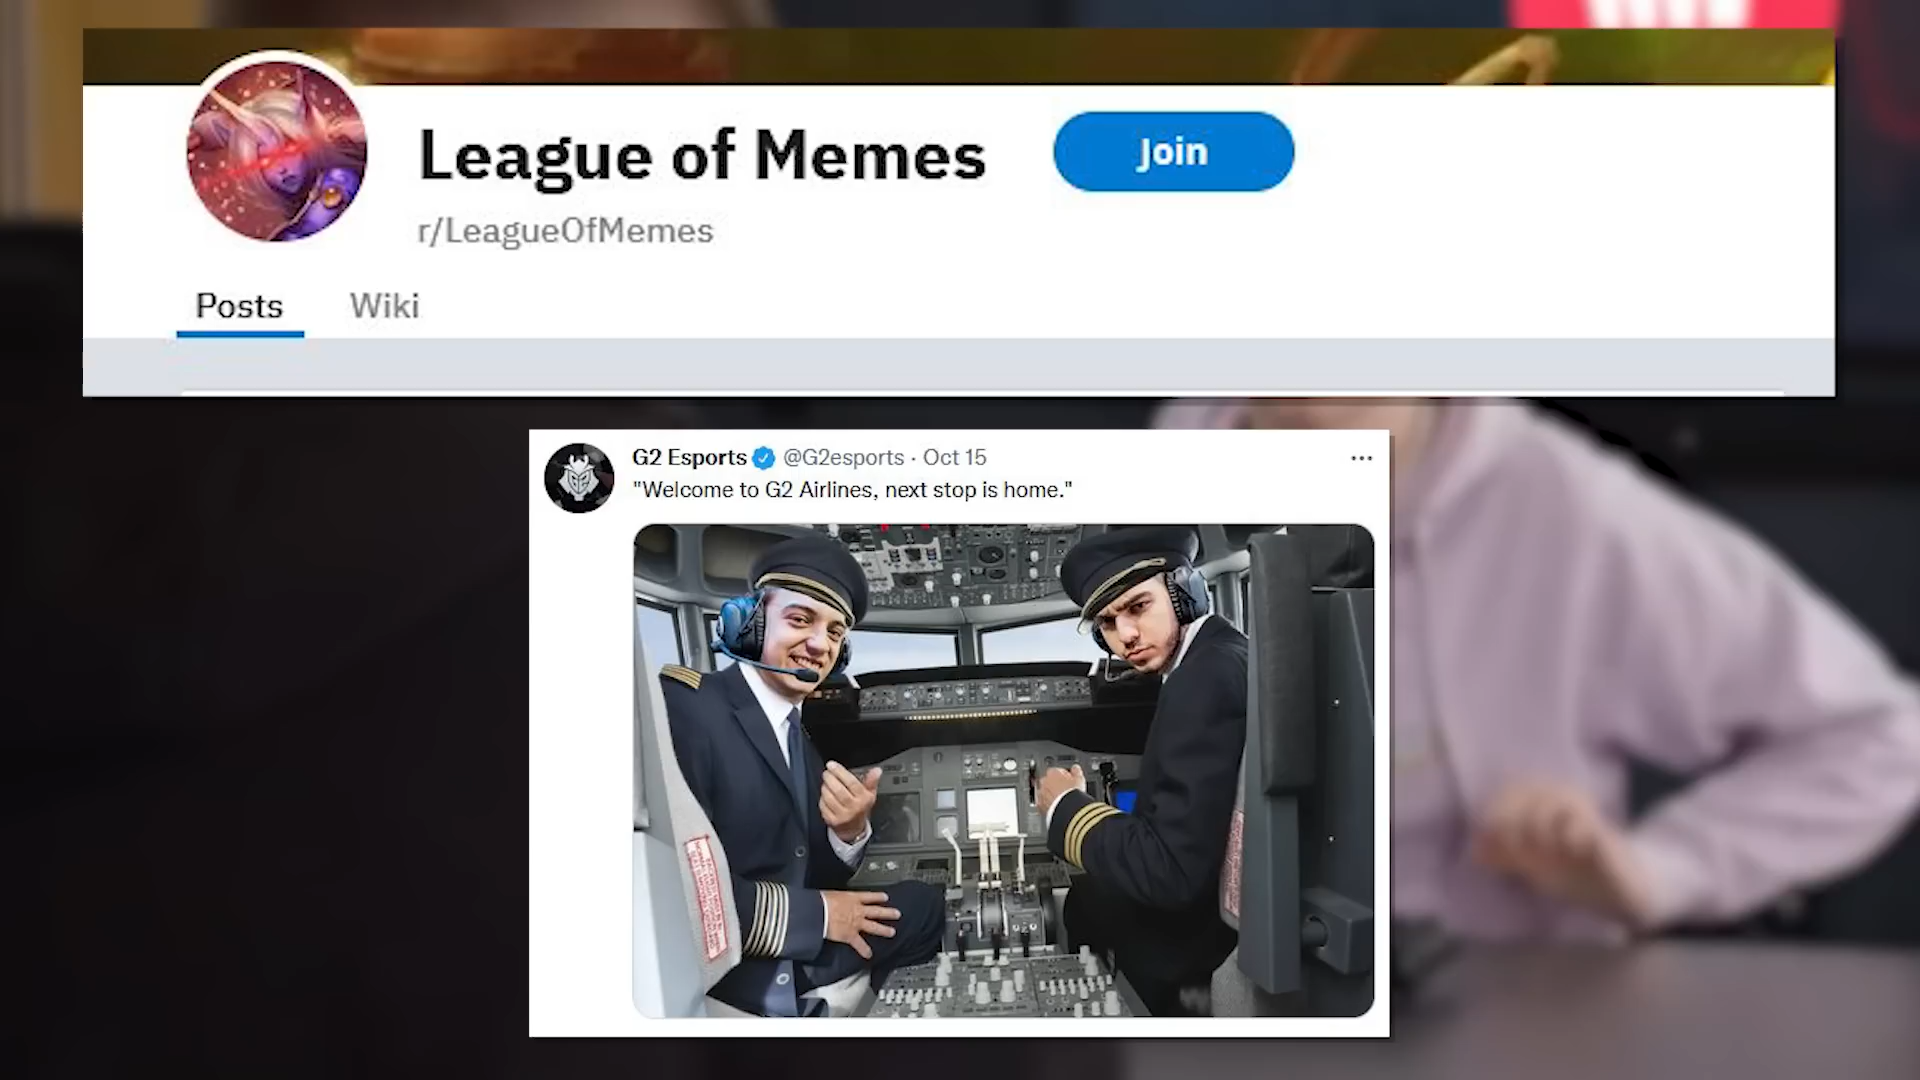 League of Memes
Join
r/LeagueOfMemes
Posts
Wiki
G2 Esports @G2esports · Oct 15
"Welcome to G2 Airlines, next stop is home."